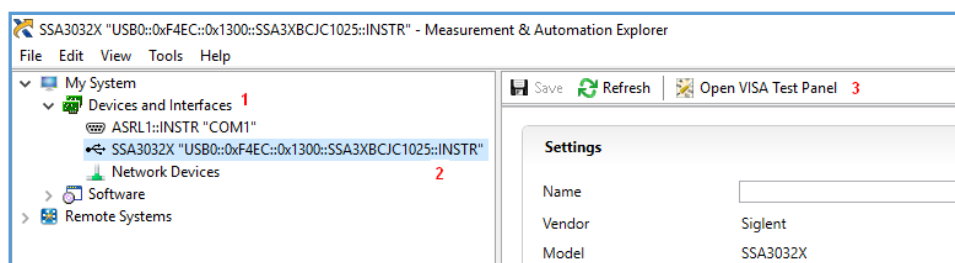 SSA3032X "USB0::0xF4EC::0x1300::SSA3XBCJC1025::INSTR" - Measurement & Automation Explorer
File Edit View Tools Help
My System
Devices and Interfaces 1
ASRL1::INSTR "COM1"
SSA3032X "USB0::0xF4EC::0x1300::SSA3XBCJC1025::INSTR"
Network Devices 2
Software
Remote Systems
Save Refresh Open VISA Test Panel 3
Settings
Name
Vendor Siglent
Model SSA3032X